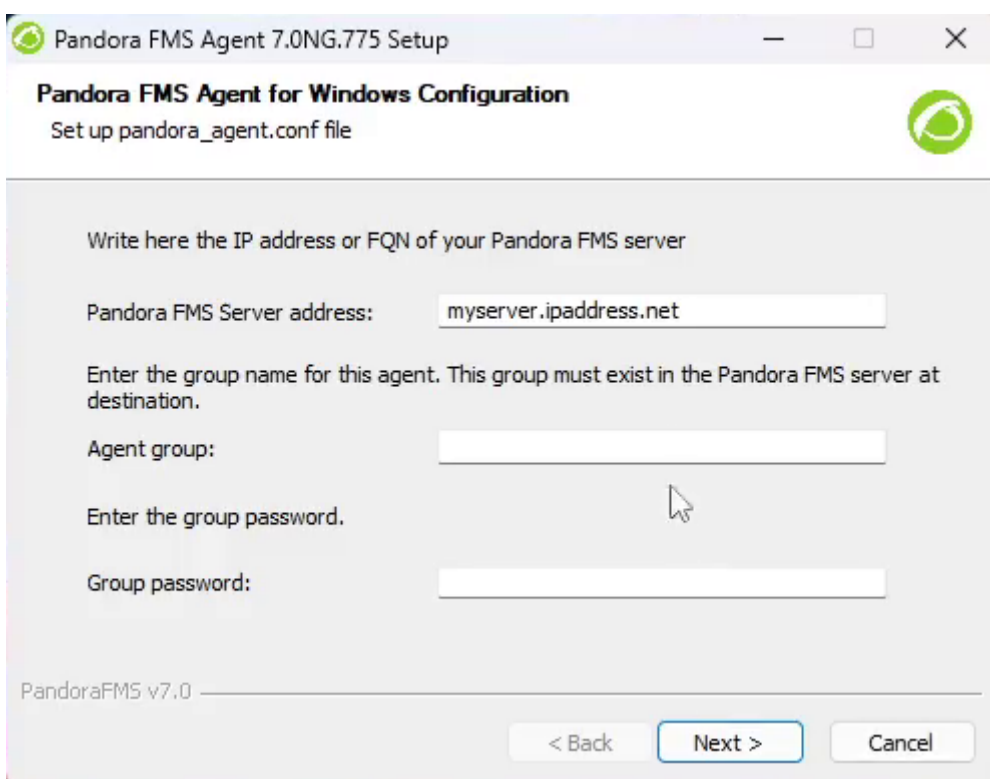 Pandora FMS Agent 7.0NG.775 Setup
Pandora FMS Agent for Windows Configuration
Set up pandora_agent.conf file
Write here the IP address or FQN of your Pandora FMS server
Pandora FMS Server address: myserver.ipaddress.net
Enter the group name for this agent. This group must exist in the Pandora FMS server at
destination.
Agent group:
Enter the group password.
Group password:
PandoraFMS v7.0
< Back Next > Cancel